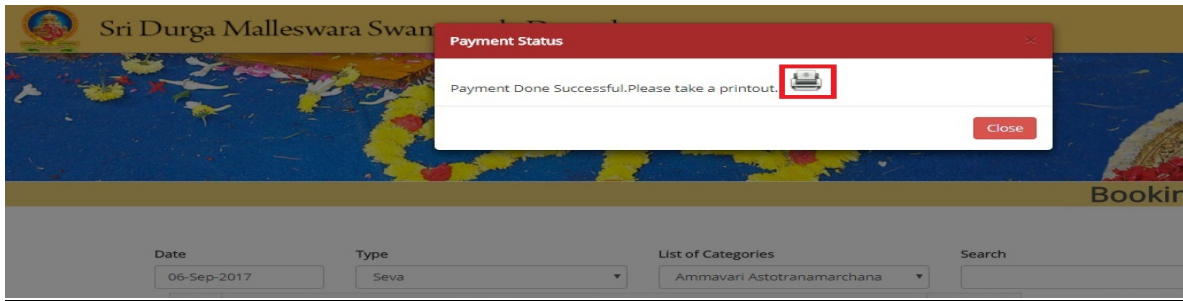 Sri Durga Malleswara Swam
Payment Status
×
Payment Done Successful.Please take a printout.
Close
Bookin
Date
Type
List of Categories
Search
06-Sep-2017
Seva
Ammavari Astotranamarchana